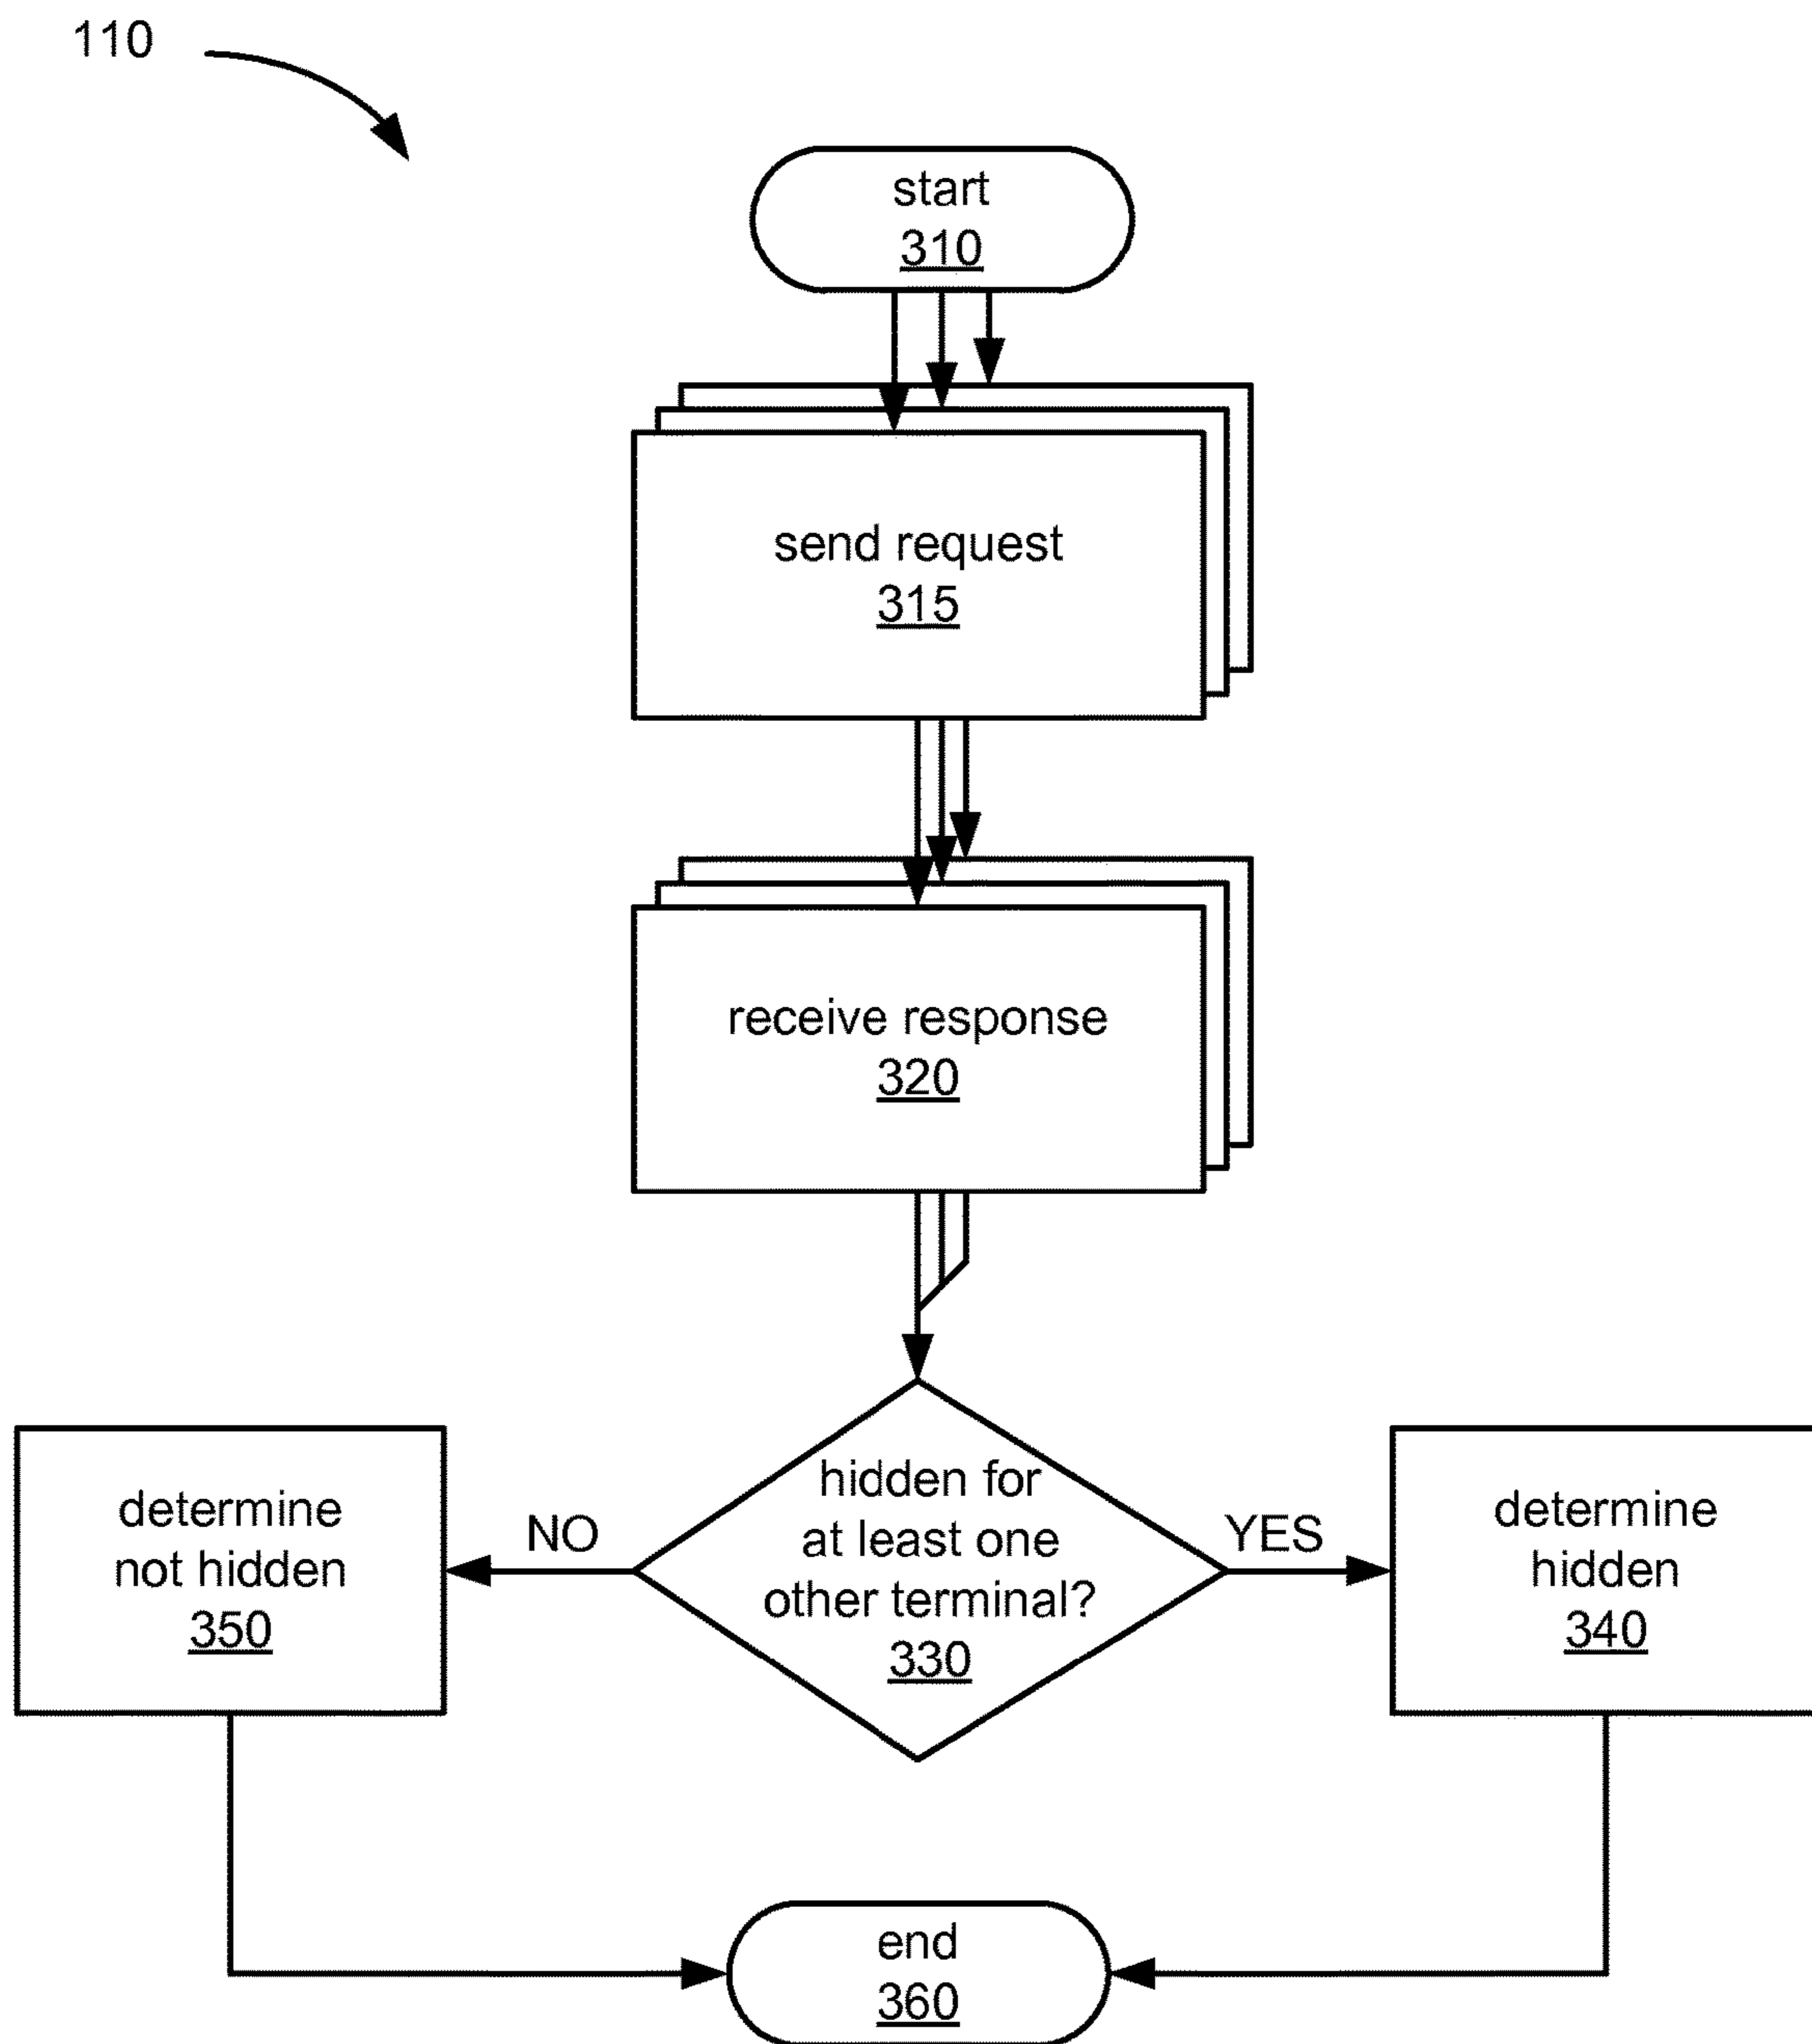 110
start
310
send request
315
receive response
320
hidden for
at least one
other terminal?
330
NO
YES
determine
not hidden
350
determine
hidden
340
end
360